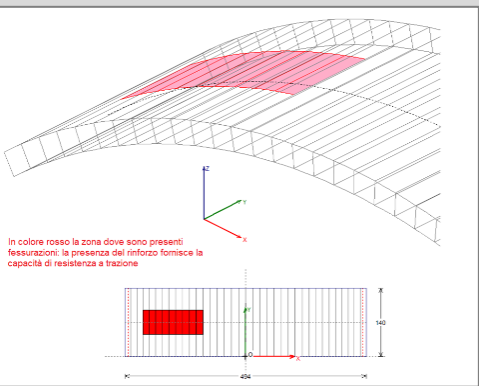 Z
Y
X
In colore rosso la zona dove sono presenti
fessurazioni: la presenza del rinforzo fornisce la
capacità di resistenza a trazione
Y
O
X
140
494